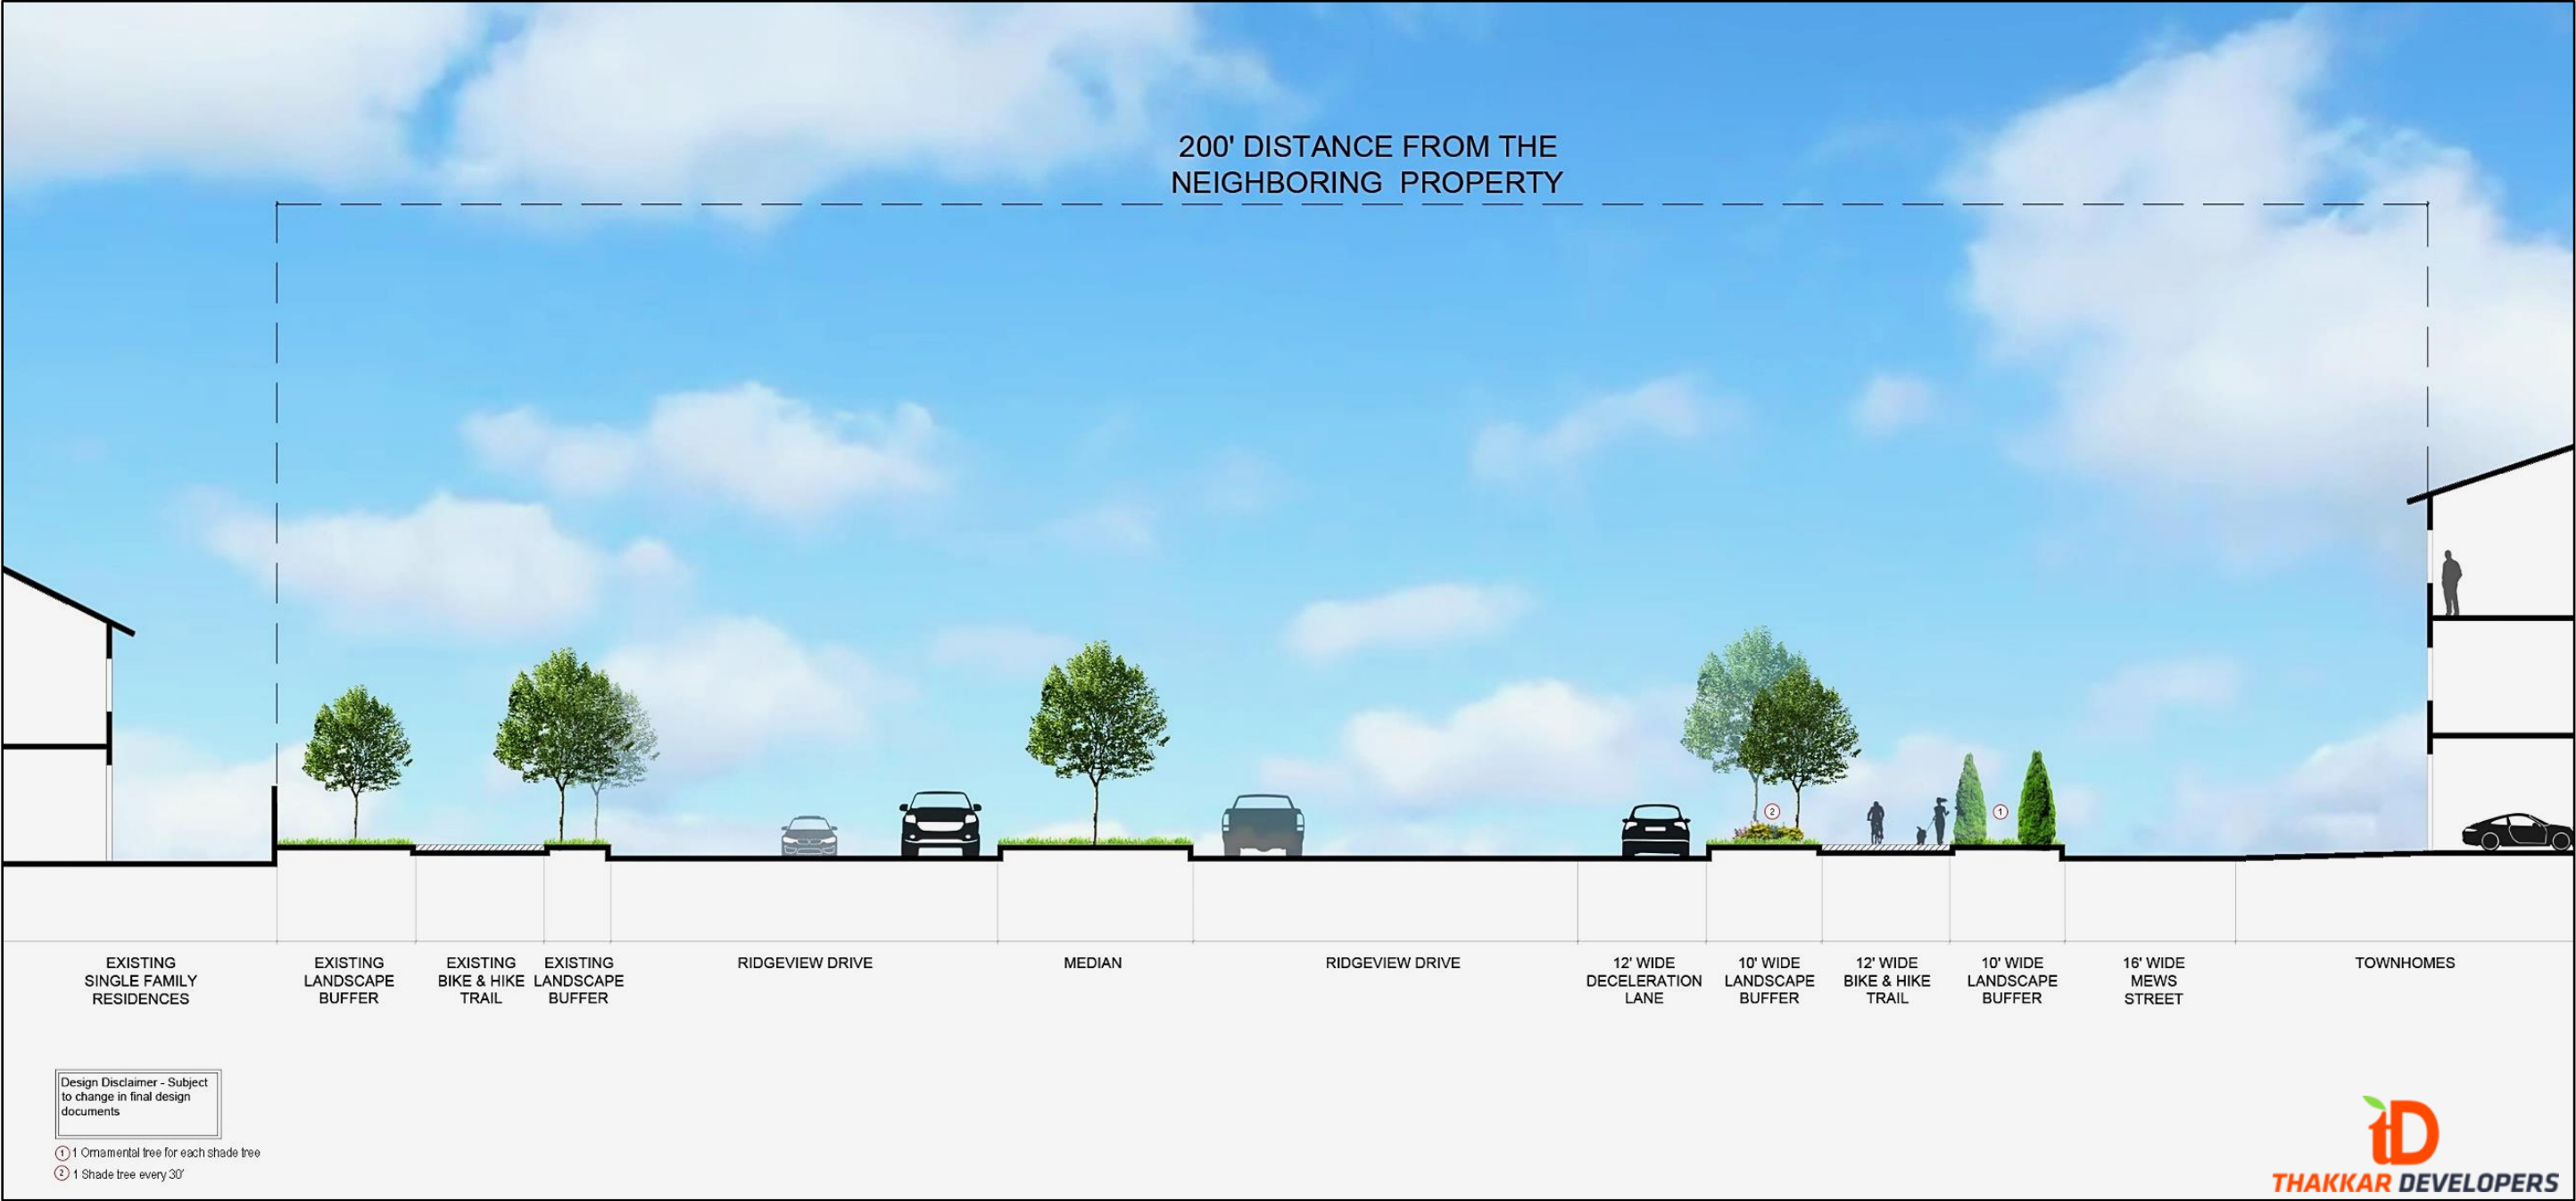 200' DISTANCE FROM THE
NEIGHBORING PROPERTY
EXISTING
SINGLE FAMILY
RESIDENCES
EXISTING
LANDSCAPE
BUFFER
EXISTING
BIKE & HIKE
TRAIL
EXISTING
LANDSCAPE
BUFFER
RIDGEVIEW DRIVE
MEDIAN
RIDGEVIEW DRIVE
12' WIDE
DECELERATION
LANE
10' WIDE
LANDSCAPE
BUFFER
12' WIDE
BIKE & HIKE
TRAIL
10' WIDE
LANDSCAPE
BUFFER
16' WIDE
MEWS
STREET
TOWNHOMES
2
1
Design Disclaimer - Subject
to change in final design
documents
1 1 Ornamental tree for each shade tree
2 1 Shade tree every 30'
tD
THAKKAR DEVELOPERS